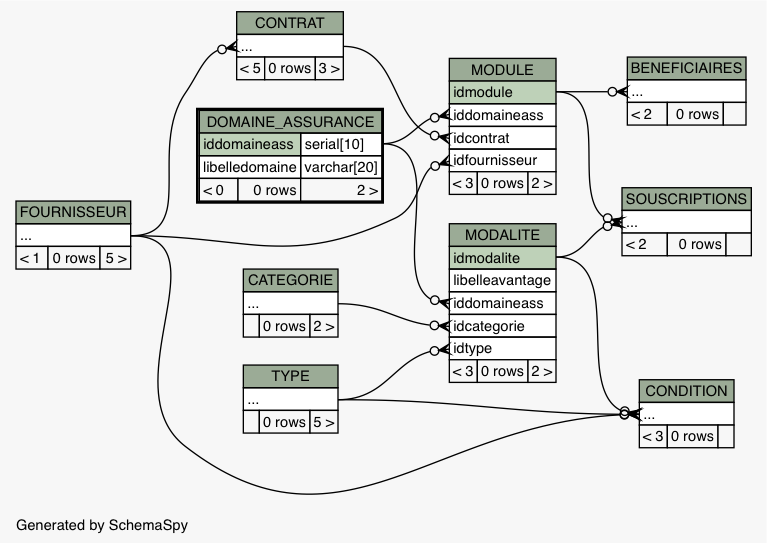 CONTRAT
...
< 5 0 rows 3 >
MODULE
idmodule
iddomaineass
idcontrat
idfournisseur
< 3 0 rows 2 >
BENEFICIAIRES
...
< 2 0 rows
DOMAINE_ASSURANCE
iddomaineass serial[10]
libelledomaine varchar[20]
< 0 0 rows 2 >
FOURNISSEUR
...
< 1 0 rows 5 >
SOUSCRIPTIONS
...
< 2 0 rows
MODALITE
idmodalite
libelleavantage
iddomaineass
idcategorie
idtype
< 3 0 rows 2 >
CATEGORIE
...
0 rows 2 >
TYPE
...
0 rows 5 >
CONDITION
...
< 3 0 rows
Generated by SchemaSpy